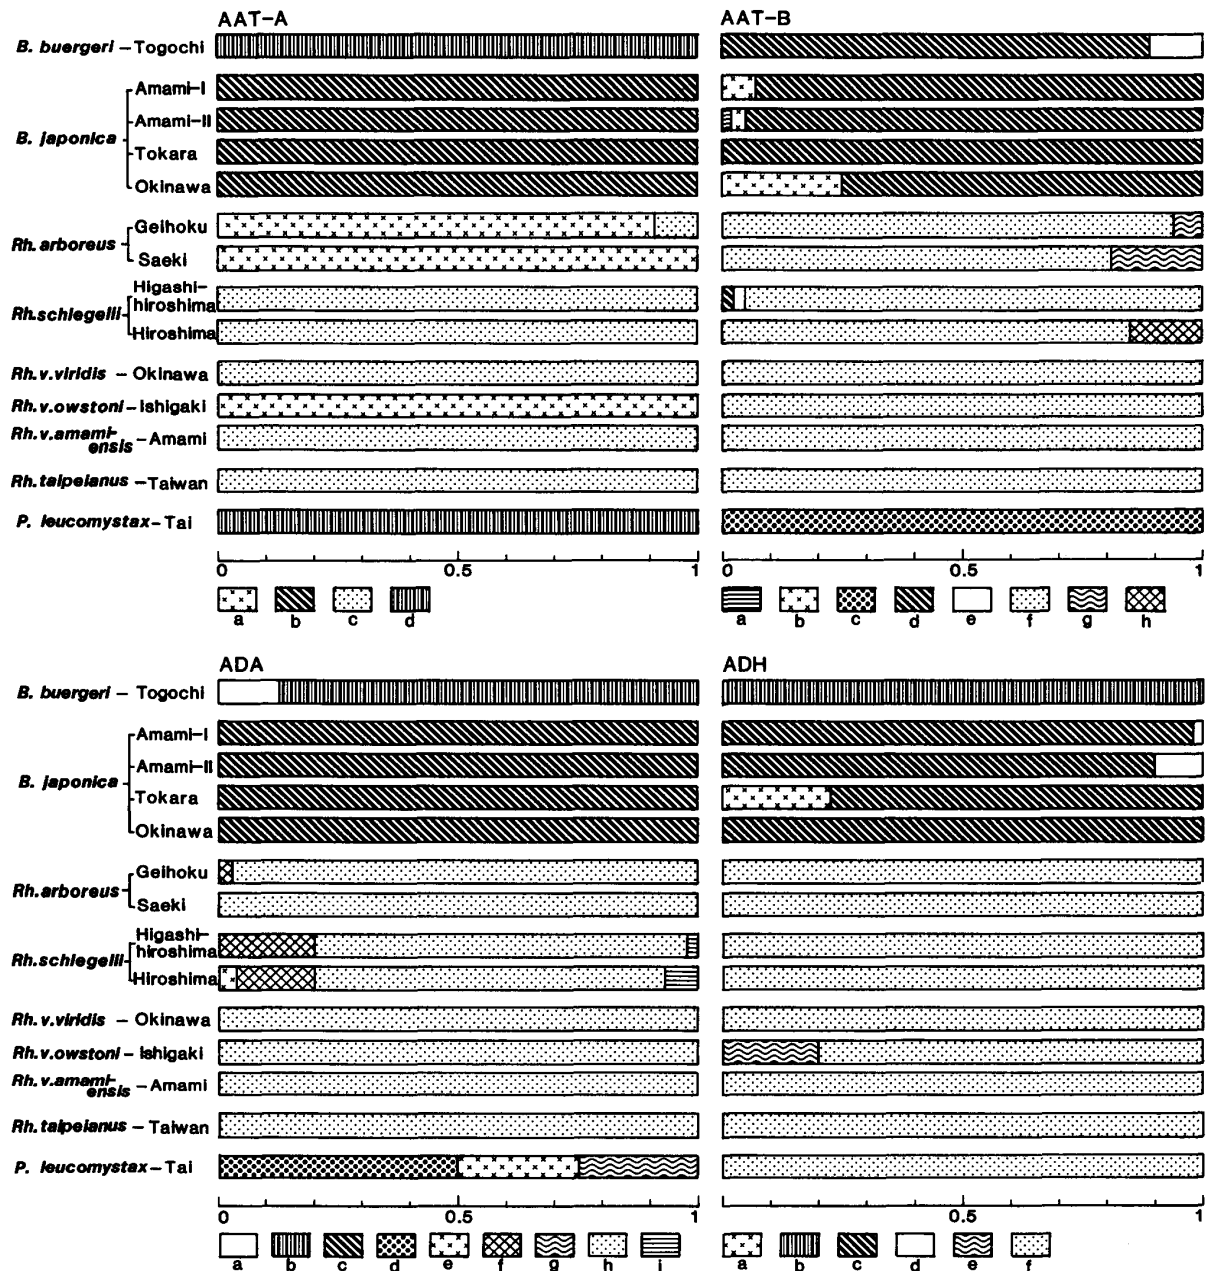 AAT-A AAT-B
B. buergeri – Togochi
Amami-I
Amami-II
B. japonica
Tokara
Okinawa
Geihoku
Rh. arboreus
Saeki
Higashi-
hiroshima
Rh. schlegelii
Hiroshima
Rh. v. viridis – Okinawa
Rh. v. owstoni – Ishigaki
Rh. v. amami-
ensis – Amami
Rh. taipeianus – Taiwan
P. leucomystax – Tai
0 0.5 1 0 0.5 1
a b c d a b c d e f g h
ADA ADH
B. buergeri – Togochi
Amami-I
Amami-II
B. japonica
Tokara
Okinawa
Geihoku
Rh. arboreus
Saeki
Higashi-
hiroshima
Rh. schlegelii
Hiroshima
Rh. v. viridis – Okinawa
Rh. v. owstoni – Ishigaki
Rh. v. amami-
ensis – Amami
Rh. taipeianus – Taiwan
P. leucomystax – Tai
0 0.5 1 0 0.5 1
a b c d e f g h i a b c d e f